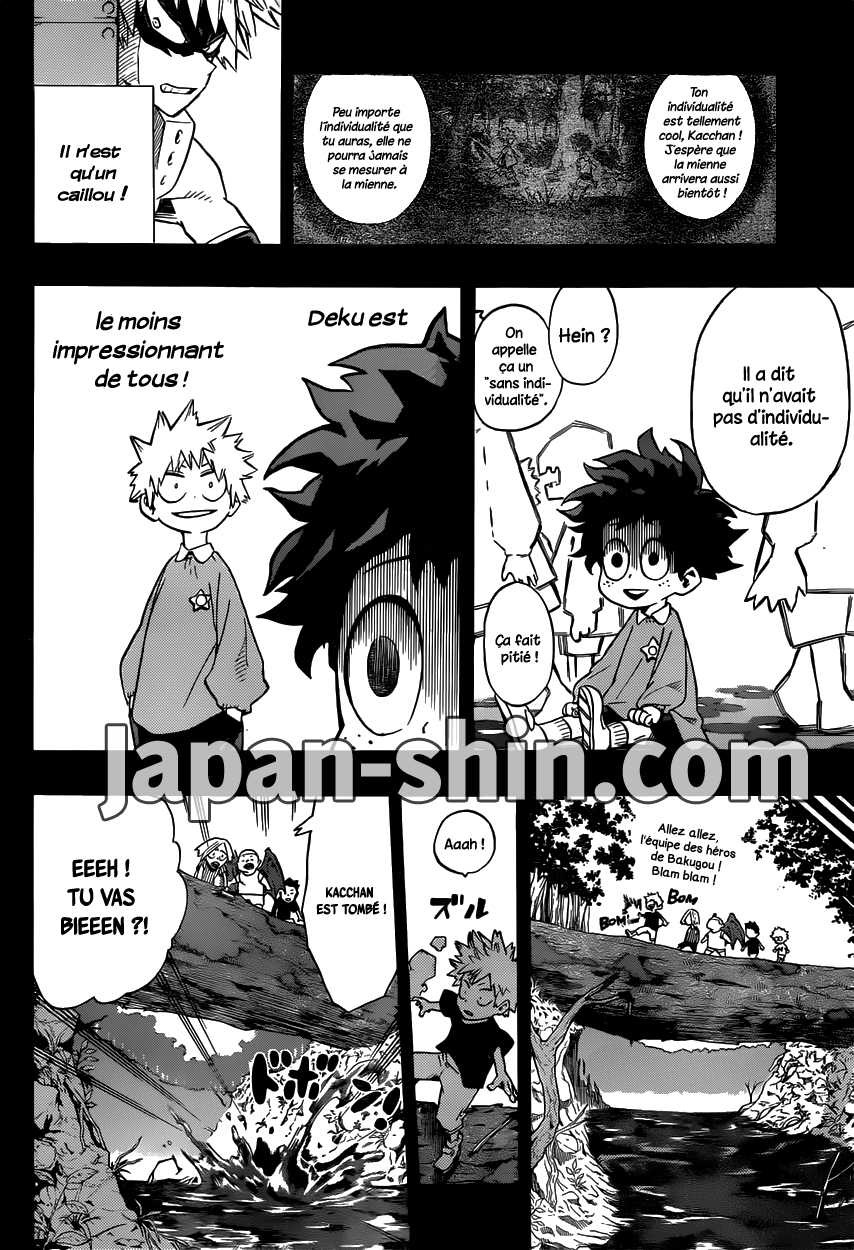 Ton
individualité
est tellement
cool, Kacchan !
J'espère que
la mienne
arrivera aussi
bientôt !
Peu importe
l'individualité que
tu auras, elle ne
pourra jamais
se mesurer à
la mienne.
Il n'est
qu'un
caillou !
Il a dit
qu'il n'avait
pas d'individu-
alité.
Hein ?
On
appelle
ça un
"sans indi-
vidualité".
Ça fait
pitié !
Deku est
le moins
impressionnant
de tous !
Japan-shin.com
Allez allez,
l'équipe des héros
de Bakugou !
Blam blam !
BOM
BOM!
Aaah !
ズル
KACCHAN
EST TOMBÉ !
EEEH !
TU VAS
BIEEEN ?!
ドボォン